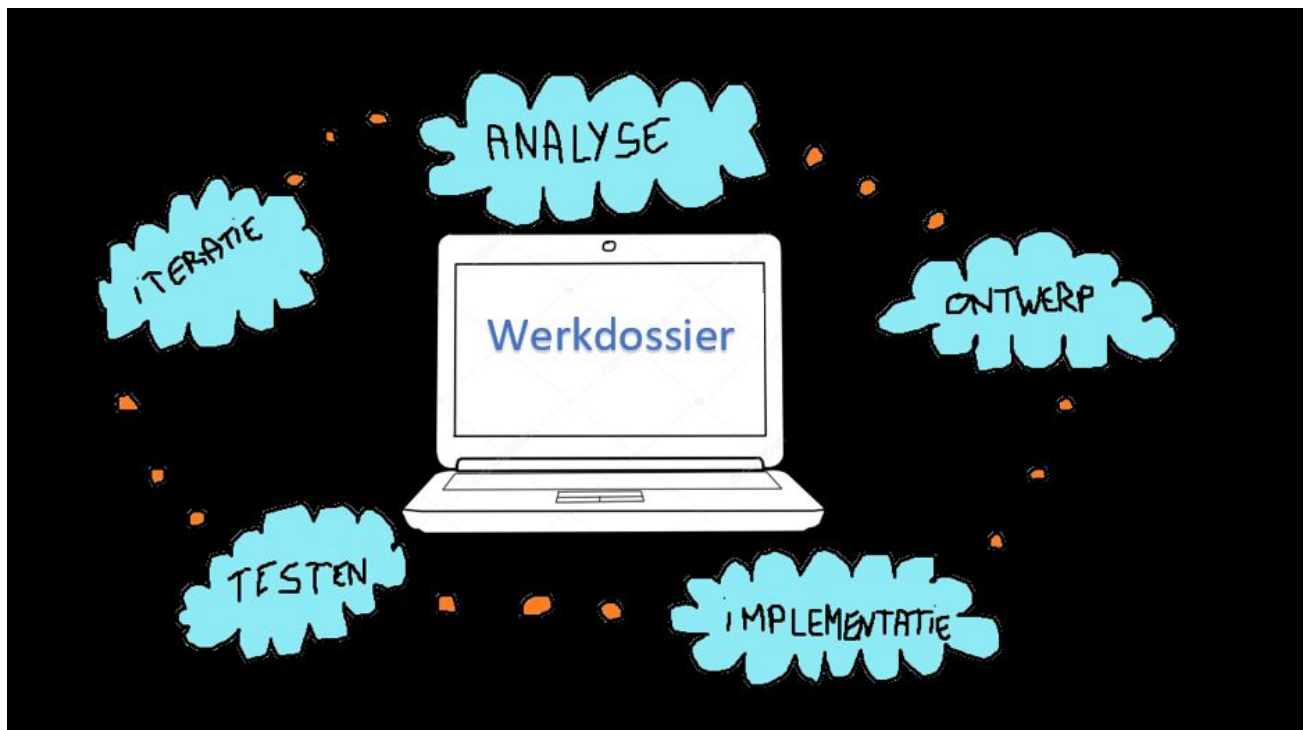 ANALYSE
ITERATIE
ONTWERP
Werkdossier
TESTEN
IMPLEMENTATIE